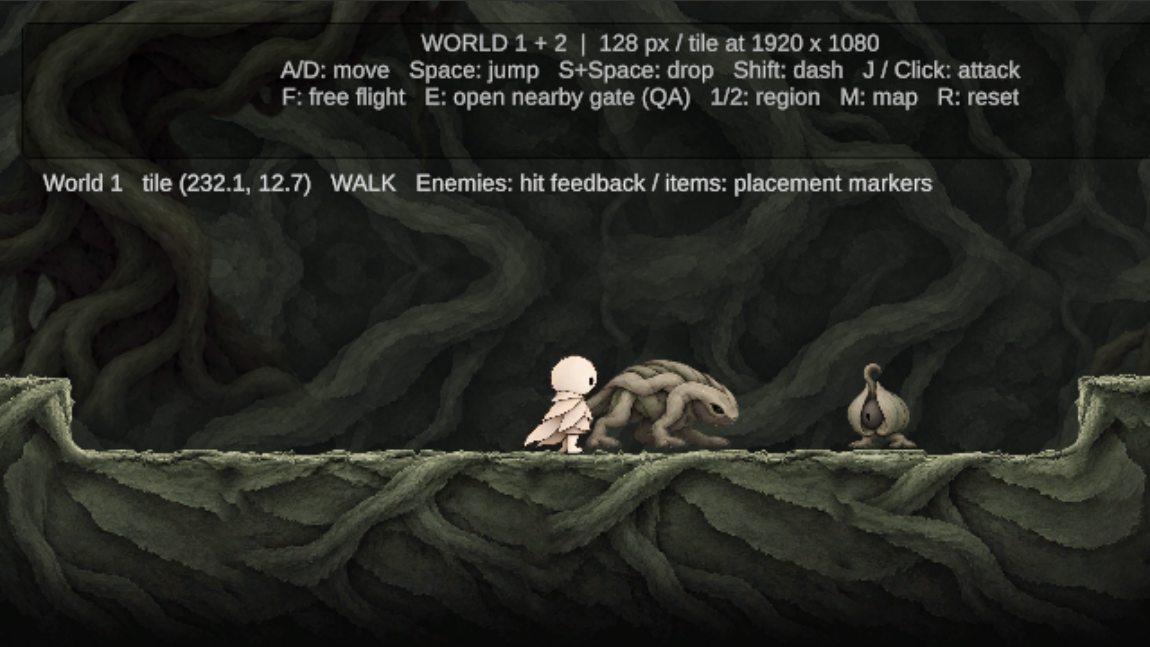 WORLD 1 + 2 | 128 px / tile at 1920 x 1080
A/D: move Space: jump S+Space: drop Shift: dash J / Click: attack
F: free flight E: open nearby gate (QA) 1/2: region M: map R: reset
World 1 tile (232.1, 12.7) WALK Enemies: hit feedback / items: placement markers